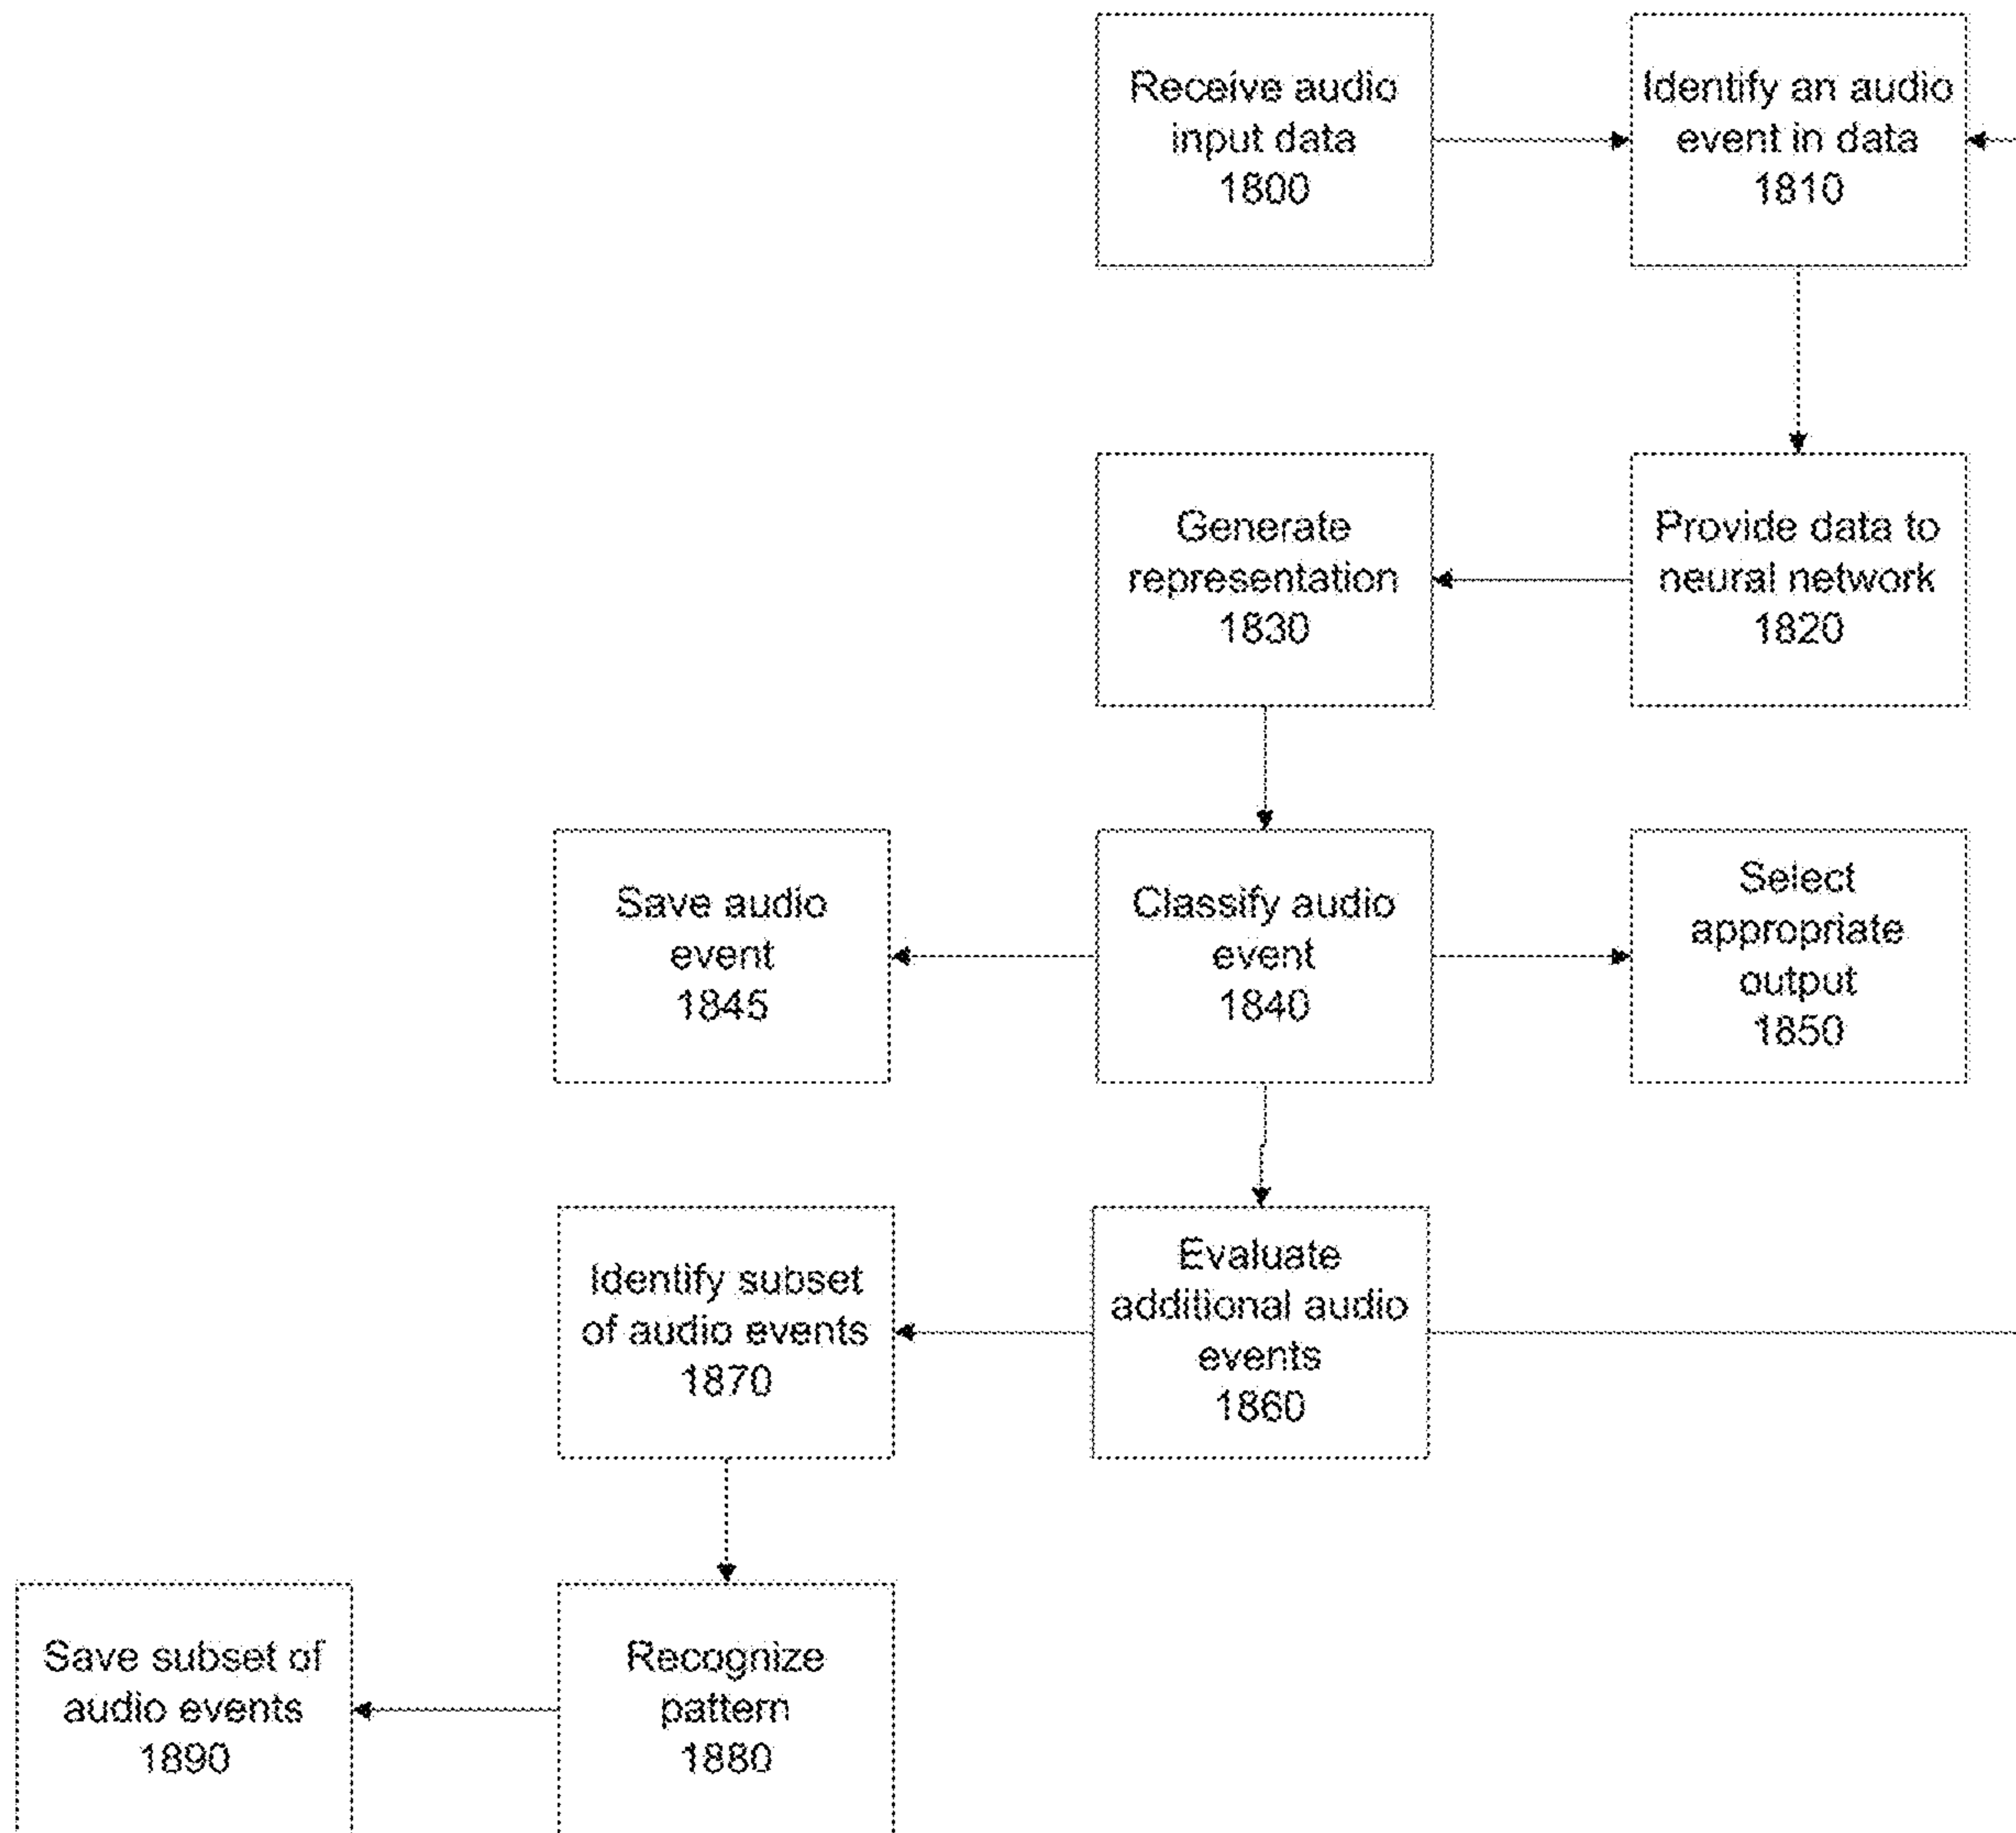 Receive audio
input data
1800
Identify an audio
event in data
1810
Generate
representation
1830
Provide data to
neural network
1820
Save audio
event
1845
Classify audio
event
1840
Select
appropriate
output
1850
Identify subset
of audio events
1870
Evaluate
additional audio
events
1860
Save subset of
audio events
1890
Recognize
pattern
1880